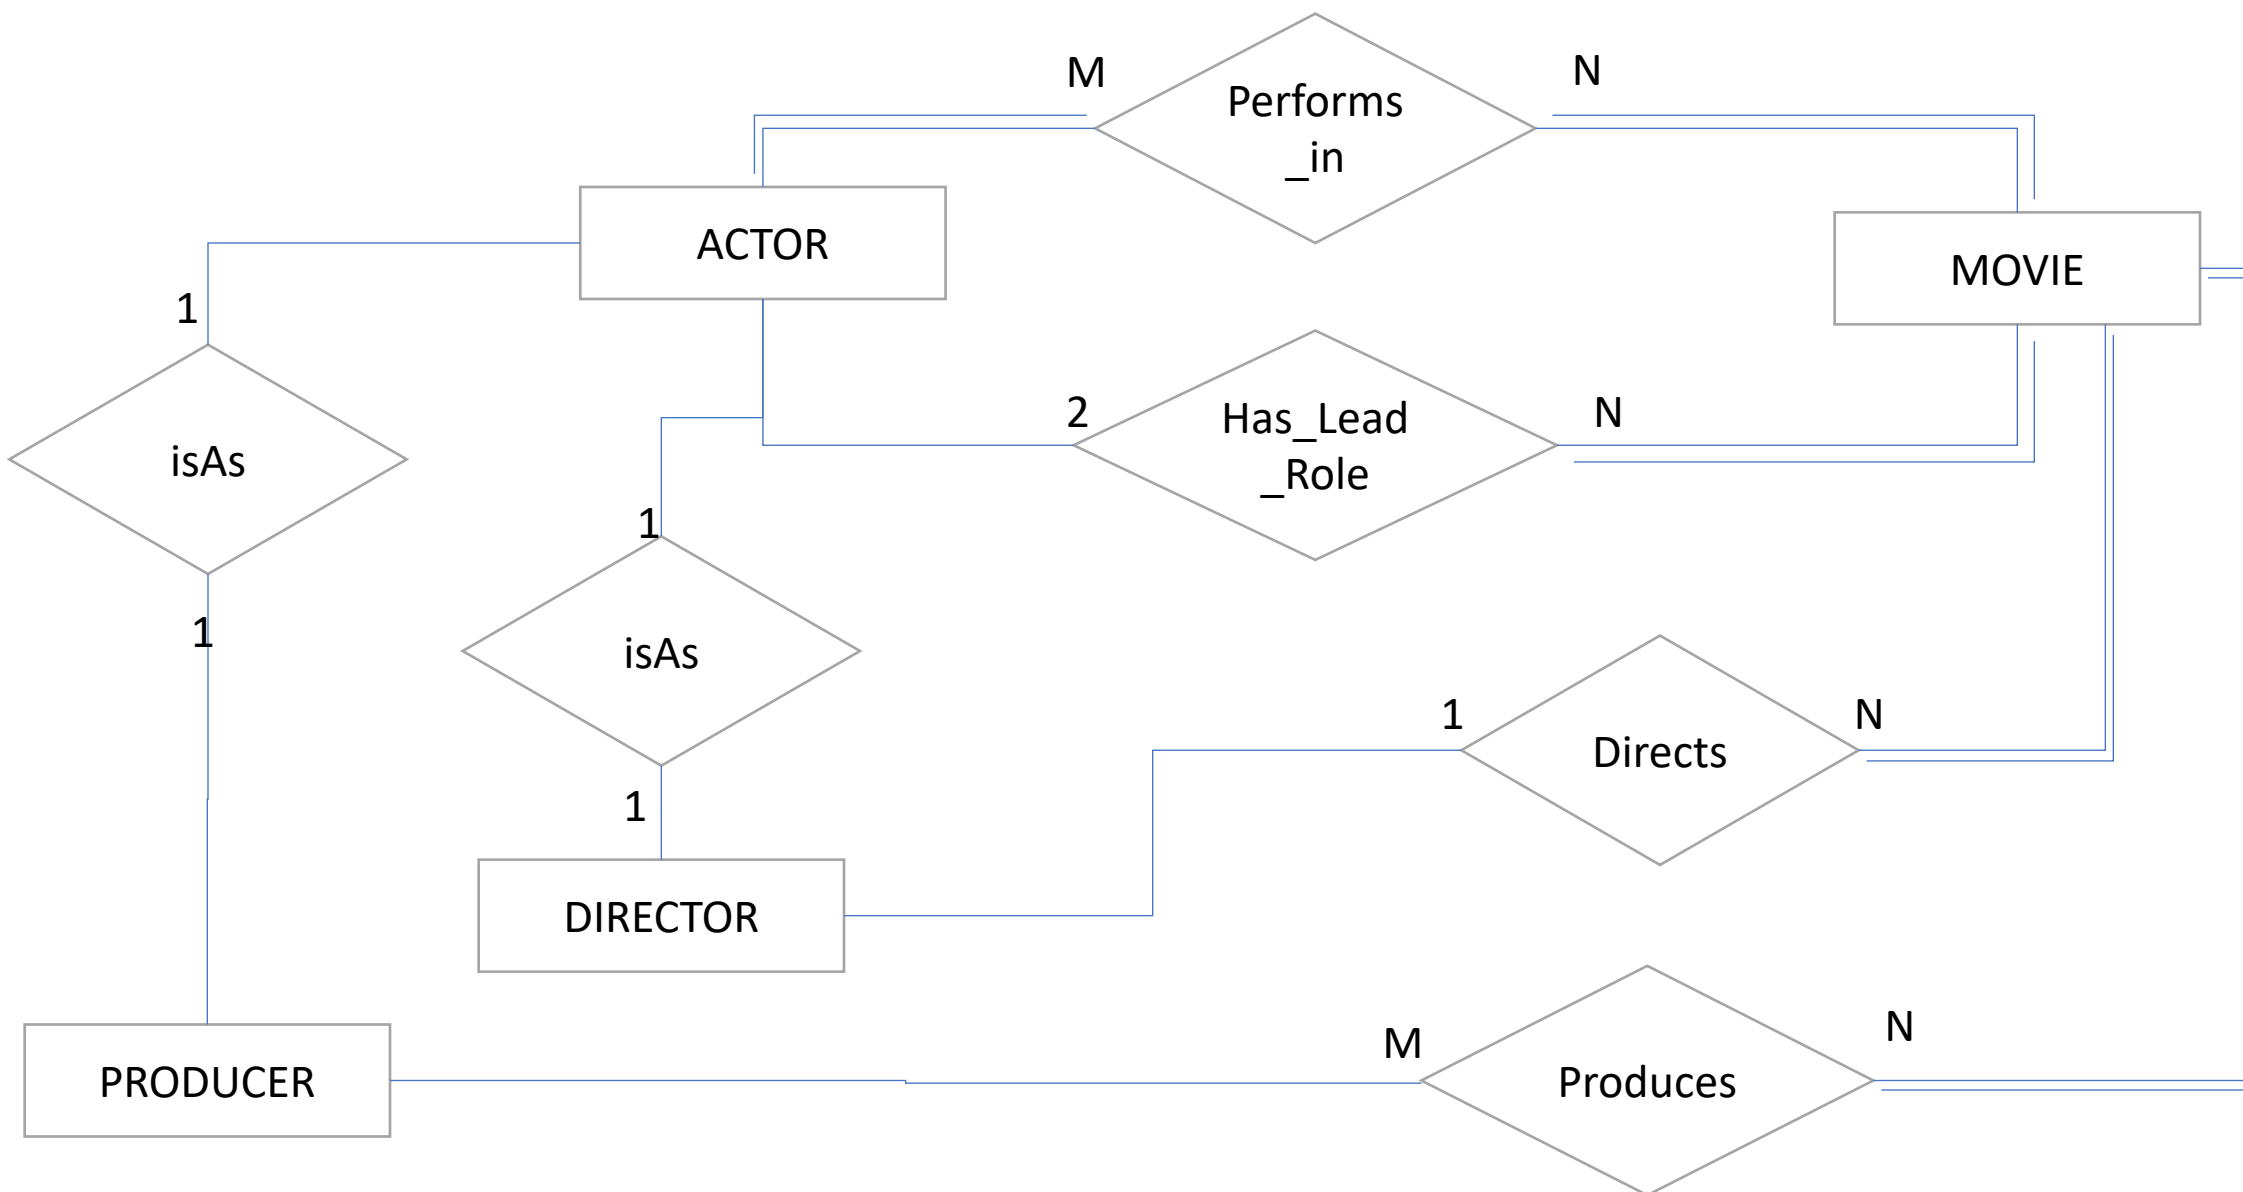 M
Performs
_in
N
ACTOR
MOVIE
1
isAs
1
2
Has_Lead
_Role
N
1
isAs
1
DIRECTOR
1
Directs
N
PRODUCER
M
Produces
N